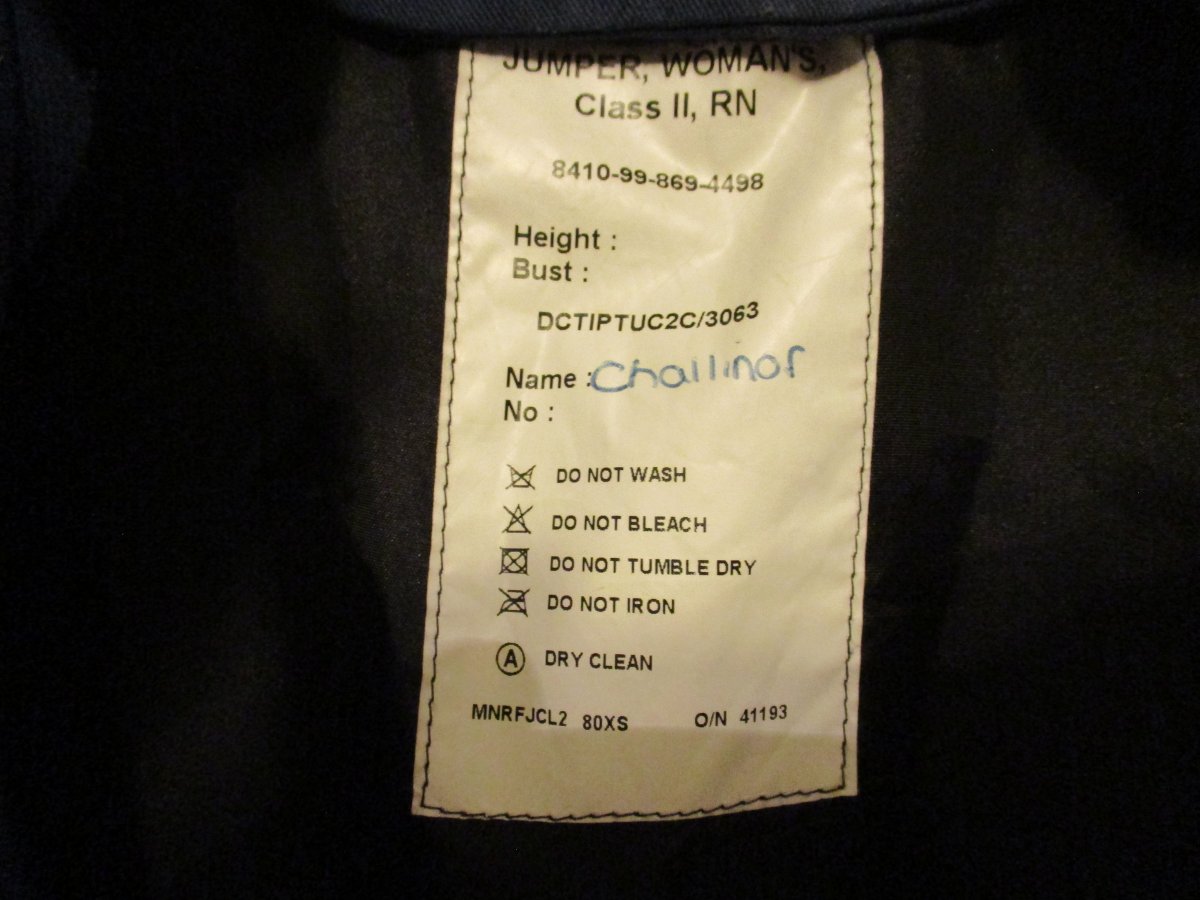 JUMPER, WOMAN'S,
Class II, RN
8410-99-869-4498
Height :
Bust :
DCTIPTUC2C/3063
Name : Challinor
No :
DO NOT WASH
DO NOT BLEACH
DO NOT TUMBLE DRY
DO NOT IRON
A DRY CLEAN
MNRFJCL2 80XS O/N 41193